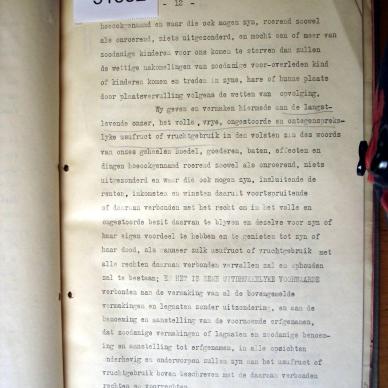 - 12 -
hoeookgenaamd en waar die ook mogen zyn, roerend zoowel
als onroerend, niets uitgezonderd, en mocht een of meer van
zoodanige kinderen voor ons komen te sterven dan zullen
de wettige nakomelingen van zoodanige voor-overleden kind
of kinderen komen en treden in zyne, hare of hunne plaats
door plaatsvervulling volgens de wetten van opvolging.
Wy geven en vermaken hiermede aan de langst-
levende onzer, het volle, vrye, ongestoorde en ontegensprekə-
lyke usufruct of vruchtgebruik in den volsten zin des woords
van onze geheelen boedel, goederen, baten, effecten en
dingen hoeookgenaamd roerend zoowel als onroerend, niets
uitgezonderd en waar die ook mogen zyn, insluitende de
renten, inkomsten en winsten daaruit voortspruitende
of daaraan verbonden met het recht om in het volle en
ongestoorde bezit daarvan te blyven en dezelve voor zyn of
haar eigen voordeel te hebben en te genieten tot zyn of
haar dood, als wanneer zulk usufruct of vruchtgebruik met
alle rechten daaraan verbonden vervallen zal en ophouden
zal te bestaan; EN HET IS EENE UITDRUKKELYKE VOORWAARDE
verbonden aan de vermaking van al de bovengemelde
vermakingen en legaten zonder uitzondering, en aan de
benoeming en aanstelling van de voornoemde erfgenamen,
dat zoodanige vermakingen of legaten en zoodanige benoem-
ing en aanstelling tot erfgenamen, in alle opzichten
onderhevig en onderworpen zullen zyn aan het usufruct of
vruchtgebruik boven beschreven met de daaraan verbonden
rechten en voorrechten.